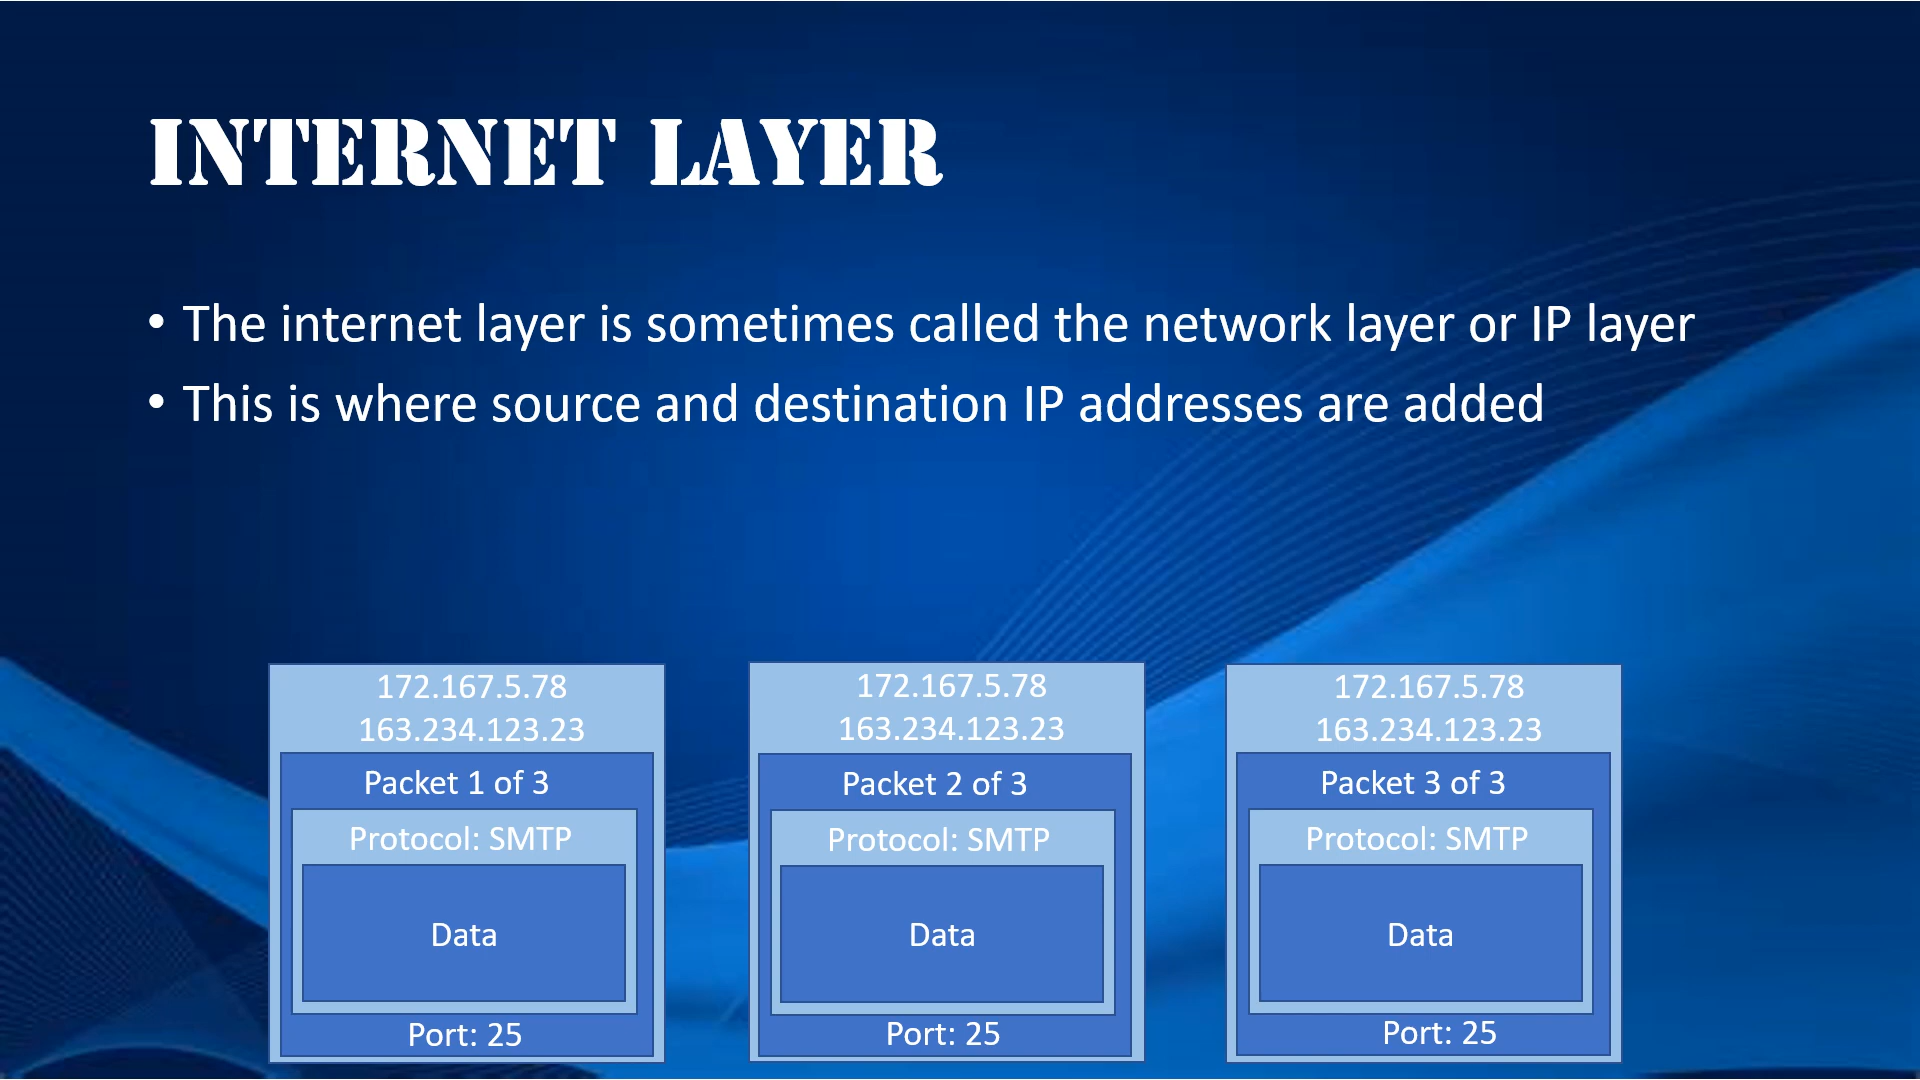 INTERNET LAYER
• The internet layer is sometimes called the network layer or IP layer
• This is where source and destination IP addresses are added
172.167.5.78
163.234.123.23
Packet 1 of 3
Protocol: SMTP
Data
Port: 25
172.167.5.78
163.234.123.23
Packet 2 of 3
Protocol: SMTP
Data
Port: 25
172.167.5.78
163.234.123.23
Packet 3 of 3
Protocol: SMTP
Data
Port: 25